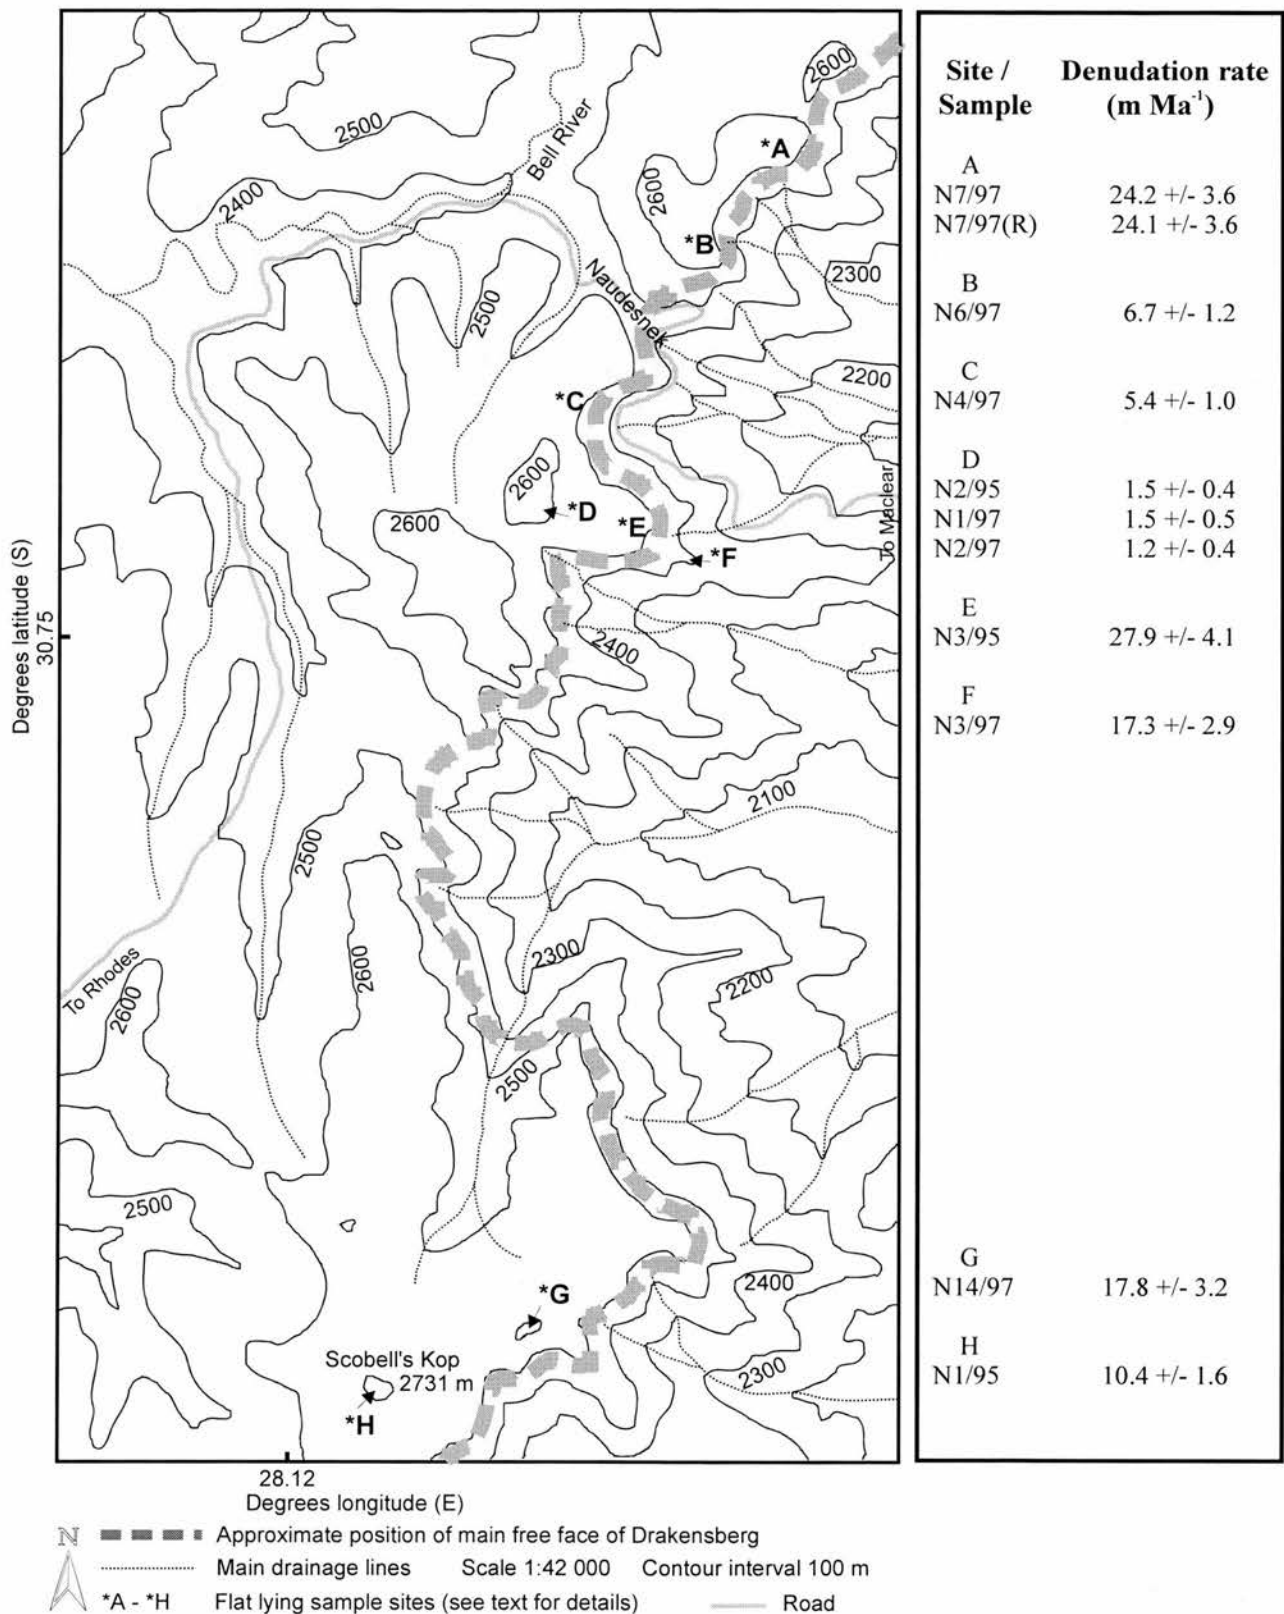 2600
*A
2500
Bell River
2400
2600
*B
2300
Naudesnek
2500
2200
*C
2600
*D
2600
*E
*F
To Maclear
Degrees latitude (S)
30.75
2400
2100
2500
2300
2600
2200
To Rhodes
2600
2500
2500
2400
*G
Scobell's Kop
2731 m
2300
*H
28.12
Degrees longitude (E)
Site / Denudation rate
Sample (m Ma-1)
A
N7/97 24.2 +/- 3.6
N7/97(R) 24.1 +/- 3.6
B
N6/97 6.7 +/- 1.2
C
N4/97 5.4 +/- 1.0
D
N2/95 1.5 +/- 0.4
N1/97 1.5 +/- 0.5
N2/97 1.2 +/- 0.4
E
N3/95 27.9 +/- 4.1
F
N3/97 17.3 +/- 2.9
G
N14/97 17.8 +/- 3.2
H
N1/95 10.4 +/- 1.6
N
Approximate position of main free face of Drakensberg
Main drainage lines Scale 1:42 000 Contour interval 100 m
*A - *H Flat lying sample sites (see text for details) Road